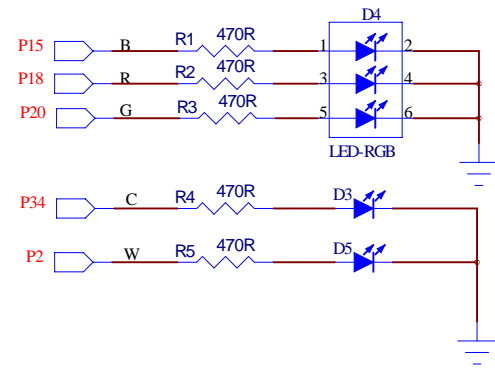 D4
P15 B R1 470R 1 2
P18 R R2 470R 3 4
P20 G R3 470R 5 6
LED-RGB
P34 C R4 470R D3
P2 W R5 470R D5